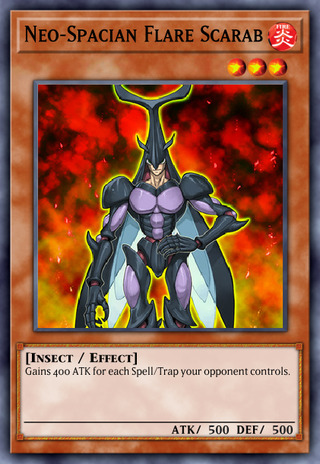 Neo-Spacian Flare Scarab
FIRE
炎
[Insect / Effect]
Gains 400 ATK for each Spell/Trap your opponent controls.
ATK/ 500 DEF/ 500